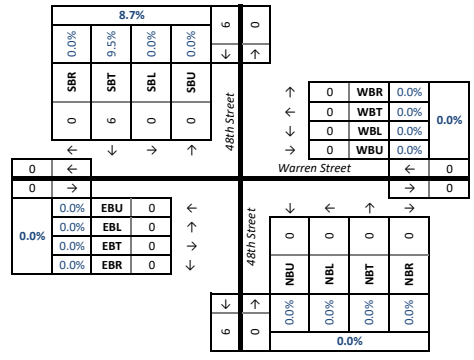 8.7%
0.0% 9.5% 0.0% 0.0%
SBR SBT SBL SBU
0 6 0 0
← ↓ → ↑
6 0
↓ ↑
48th Street
↑ 0 WBR 0.0%
← 0 WBT 0.0%
↓ 0 WBL 0.0%
→ 0 WBU 0.0%
0.0%
Warren Street
0 ←
← 0
0 →
→ 0
0.0%
0.0% EBU 0 ←
0.0% EBL 0 ↑
0.0% EBT 0 →
0.0% EBR 0 ↓
48th Street
↓ ← ↑ →
0 0 0 0
NBU NBL NBT NBR
0.0% 0.0% 0.0% 0.0%
0.0%
↓ ↑
6 0